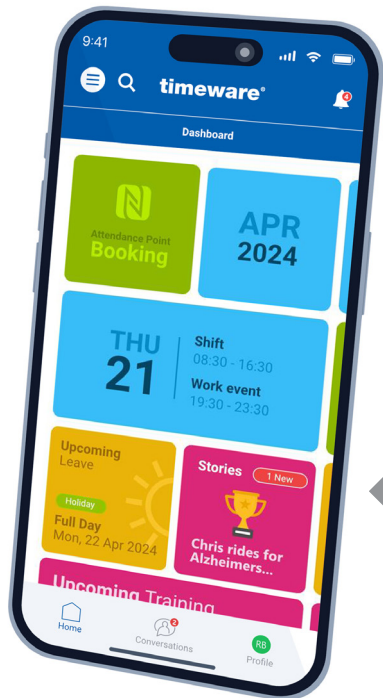 9:41
timeware®
4
Dashboard
Attendance Point
Booking
APR
2024
THU
21
Shift
08:30 - 16:30
Work event
19:30 - 23:30
Upcoming
Leave
Holiday
Full Day
Mon, 22 Apr 2024
Stories
1 New
Chris rides for
Alzheimers...
Upcoming Training
Home
2
Conversations
RB
Profile